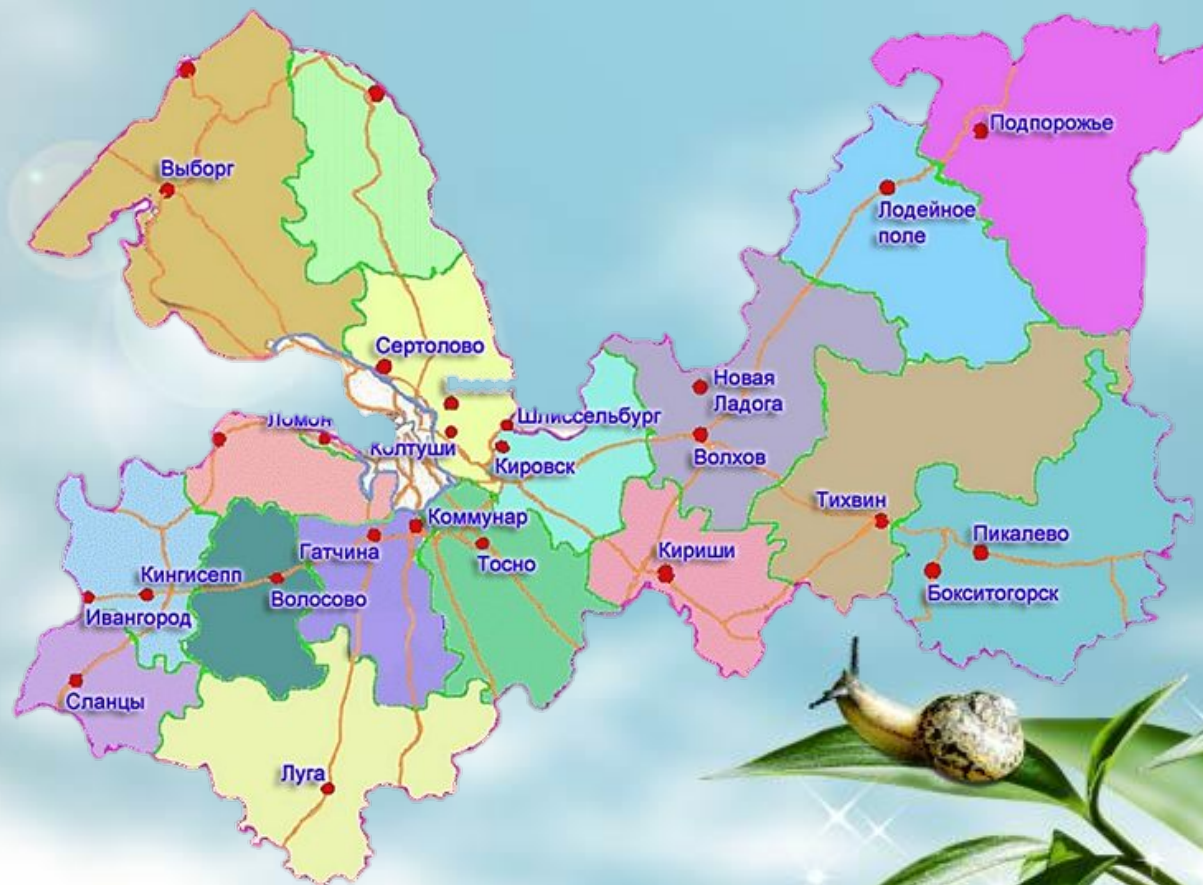 Подпорожье
Выборг
Лодейное
поле
Сертолово
Новая
Ладога
Шлиссельбург
Ломон
Колтуши
Кировск
Волхов
Тихвин
Коммунар
Гатчина
Тосно
Кириши
Пикалево
Кингисепп
Волосово
Бокситогорск
Ивангород
Сланцы
Луга